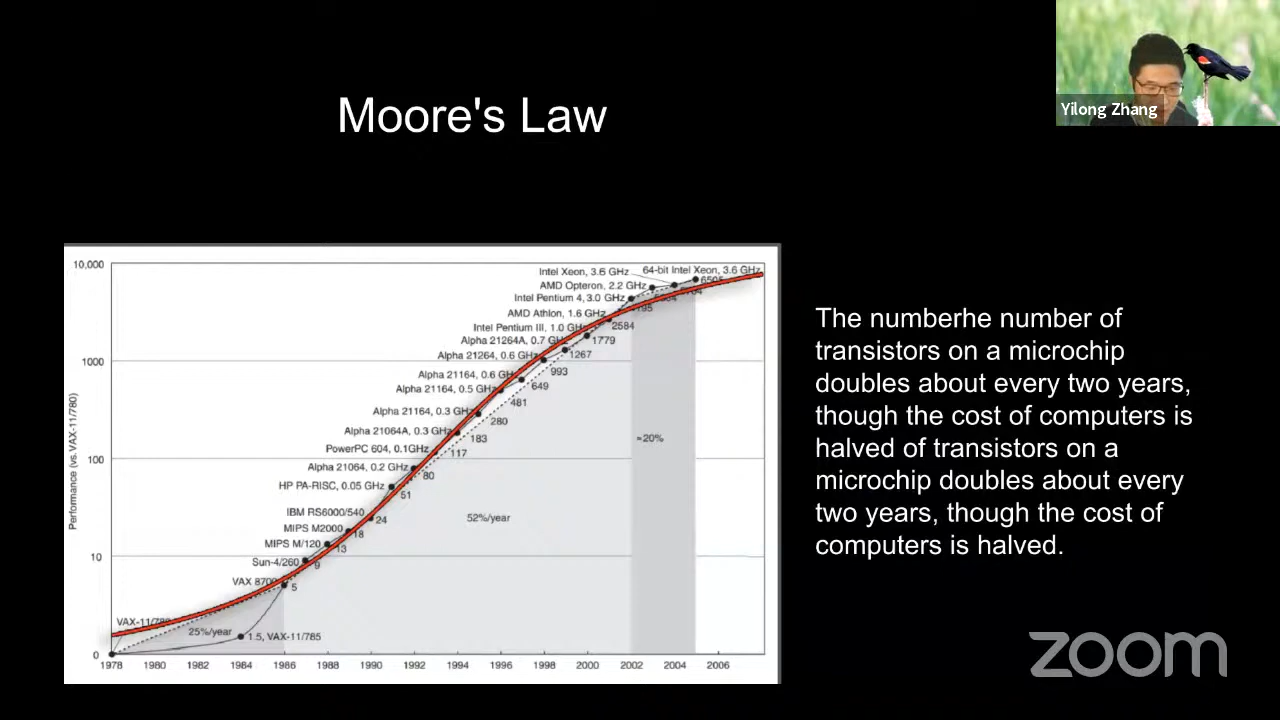 Yilong Zhang
Moore's Law
10,000
1000
100
10
0
Performance (vs. VAX-11/780)
Intel Xeon, 3.6 GHz
64-bit Intel Xeon, 3.6 GHz
6505
AMD Opteron, 2.2 GHz
Intel Pentium 4, 3.0 GHz
AMD Athlon, 1.6 GHz
2584
Intel Pentium III, 1.0 GHz
1779
Alpha 21264A, 0.7 GHz
1267
Alpha 21264, 0.6 GHz
993
Alpha 21164, 0.6 GHz
649
Alpha 21164, 0.5 GHz
481
Alpha 21164, 0.3 GHz
280
Alpha 21064A, 0.3 GHz
183
PowerPC 604, 0.1GHz
117
Alpha 21064, 0.2 GHz
80
HP PA-RISC, 0.05 GHz
51
IBM RS6000/540
24
MIPS M2000
18
MIPS M/120
13
Sun-4/260
9
VAX 8700
5
VAX-11/780
25%/year
1.5, VAX-11/785
52%/year
≈20%
1978 1980 1982 1984 1986 1988 1990 1992 1994 1996 1998 2000 2002 2004 2006
The numberhe number of
transistors on a microchip
doubles about every two years,
though the cost of computers is
halved of transistors on a
microchip doubles about every
two years, though the cost of
computers is halved.
zoom